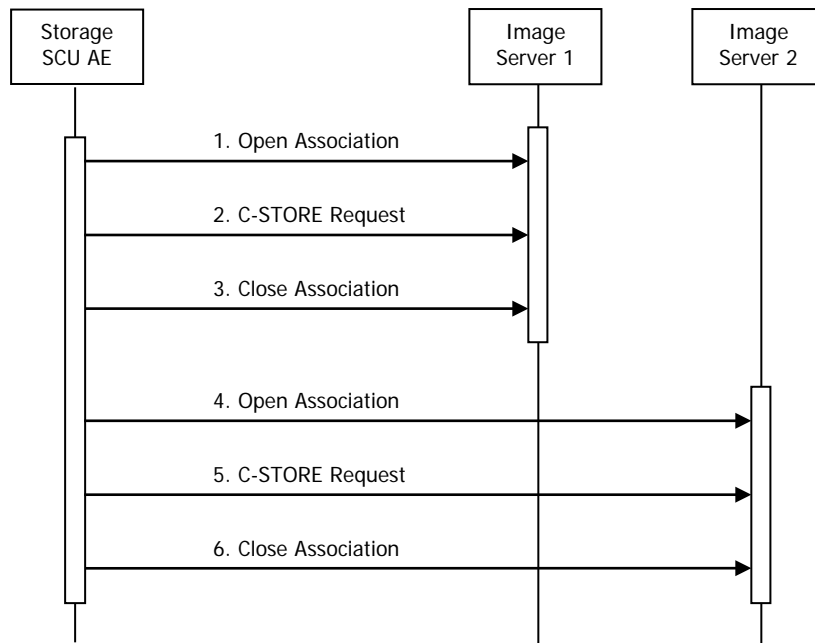 Storage
SCU AE
Image
Server 1
Image
Server 2
1. Open Association
2. C-STORE Request
3. Close Association
4. Open Association
5. C-STORE Request
6. Close Association